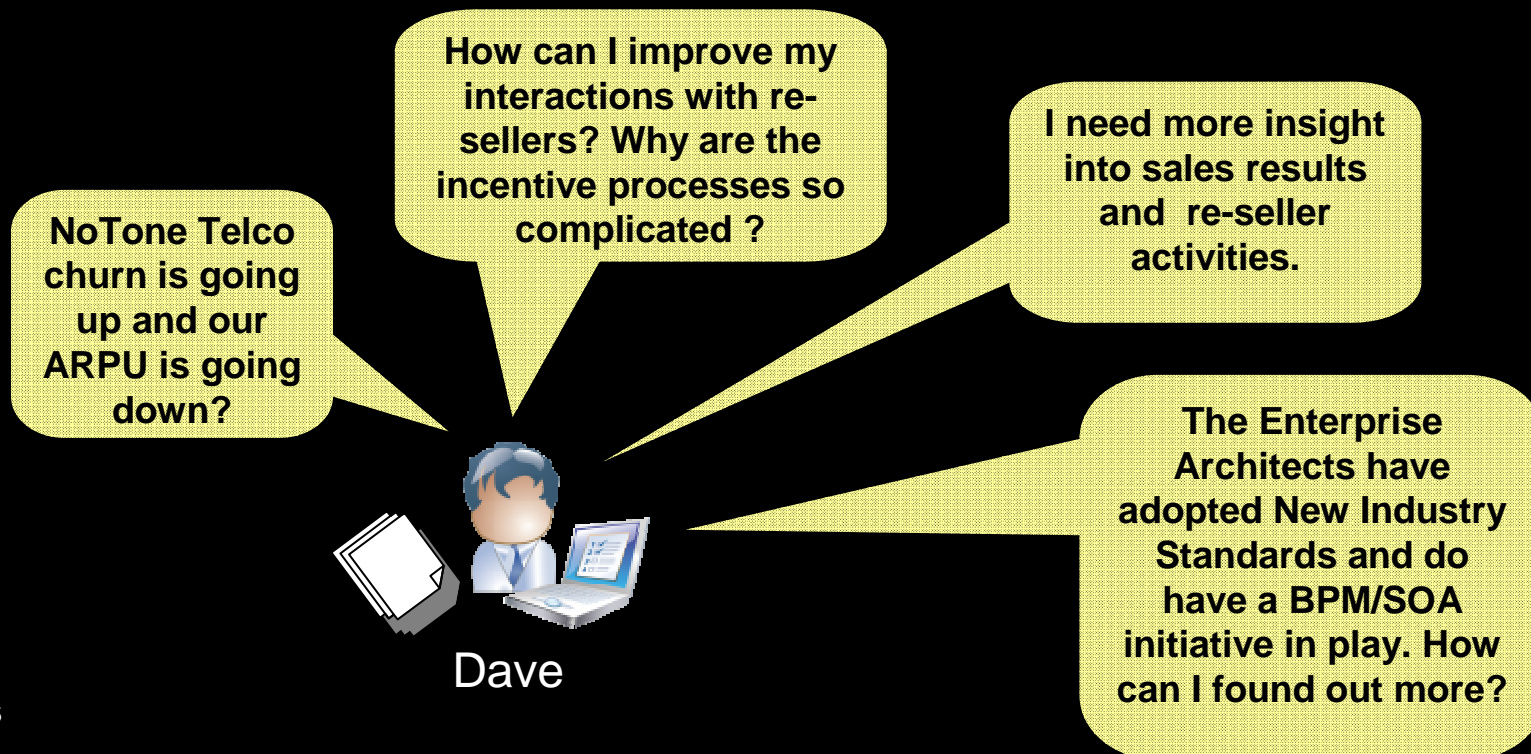 NoTone Telco
churn is going
up and our
ARPU is going
down?
How can I improve my
interactions with re-
sellers? Why are the
incentive processes so
complicated ?
I need more insight
into sales results
and  re-seller
activities.
The Enterprise
Architects have
adopted New Industry
Standards and do
have a BPM/SOA
initiative in play. How
can I found out more?
Dave
s